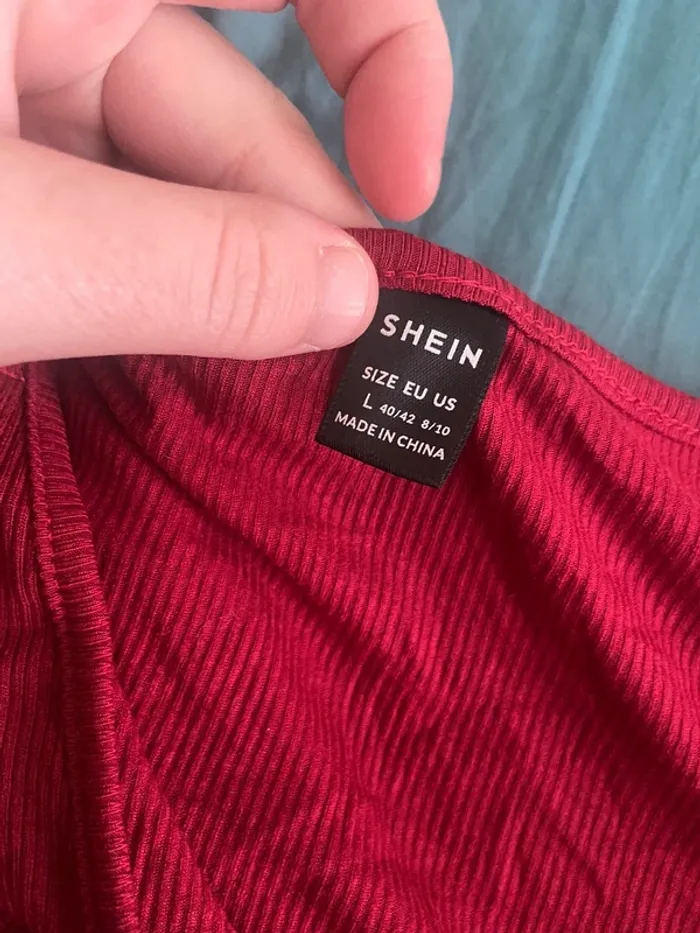 SHEIN
SIZE EU US
L 40/42 8/10
MADE IN CHINA